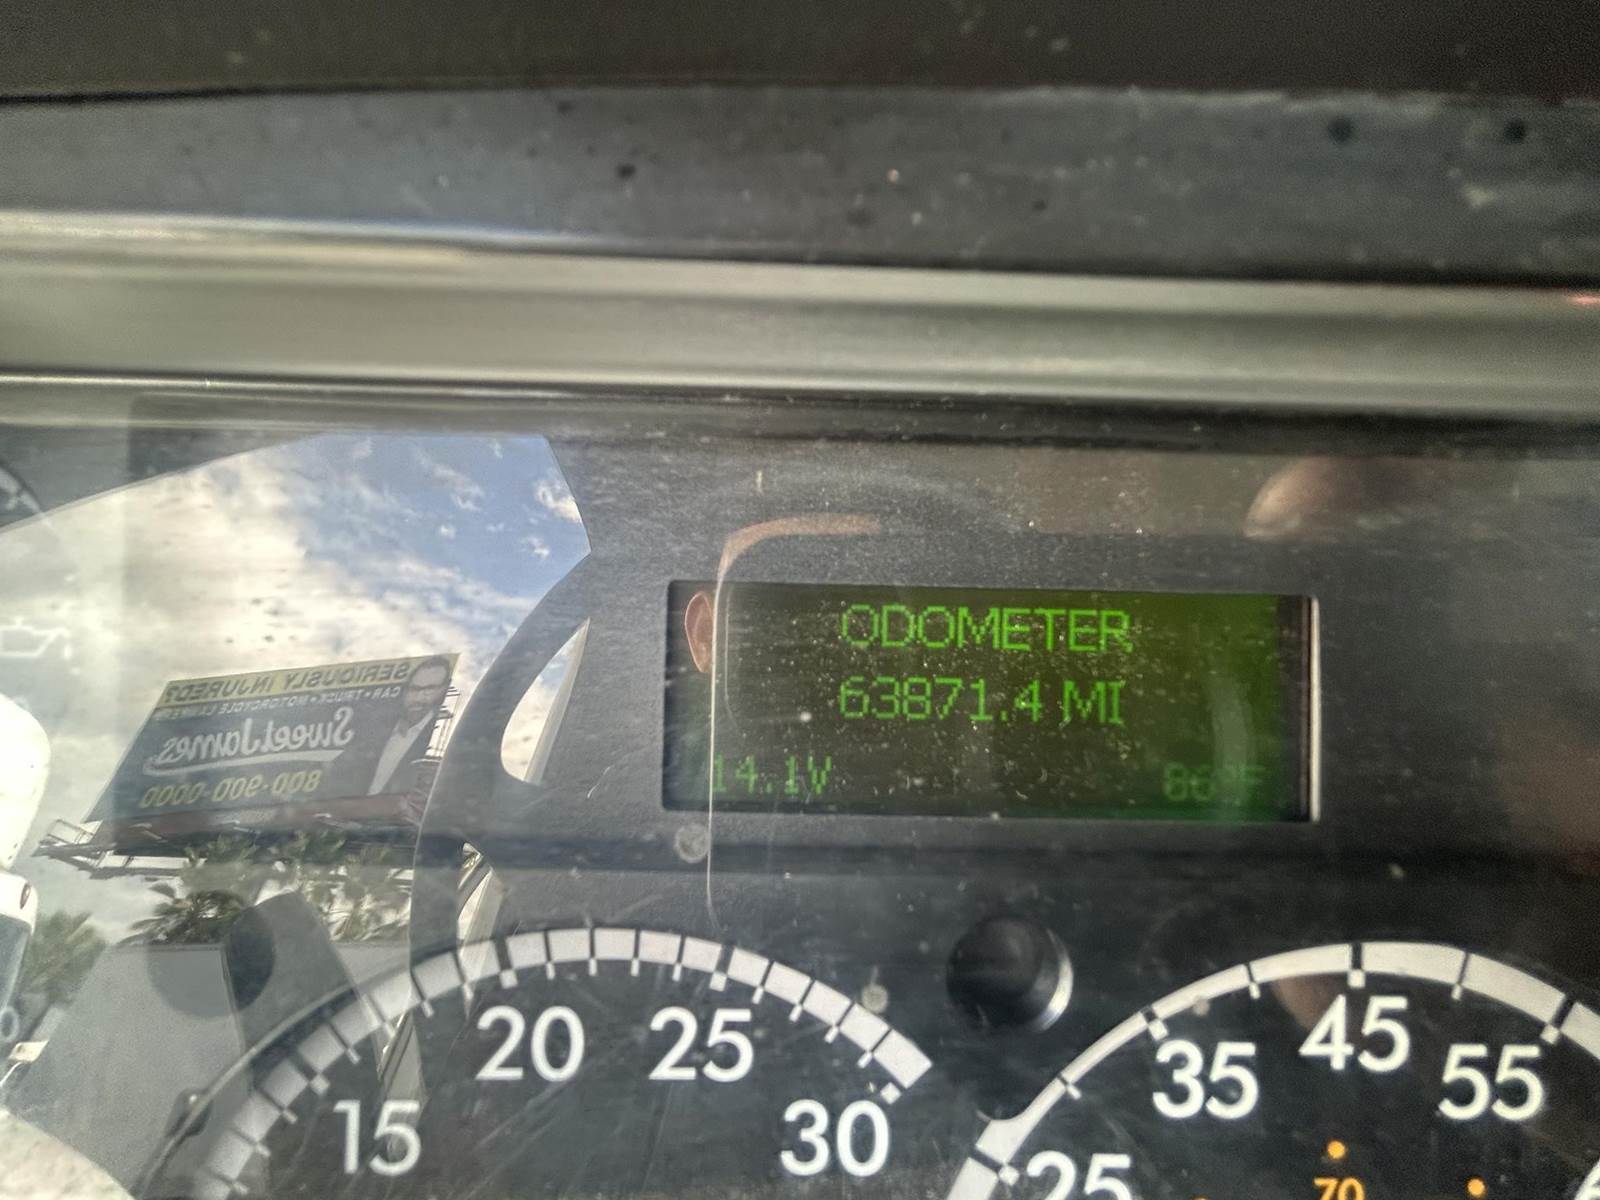 ODOMETER
63871.4 MI
14.1V 86°F
SERIOUSLY INJURED?
CAR•TRUCK•MOTORCYCLE LAWYERS
Sweet James
800-900-0000
15 20 25 30
25 35 45 55
70